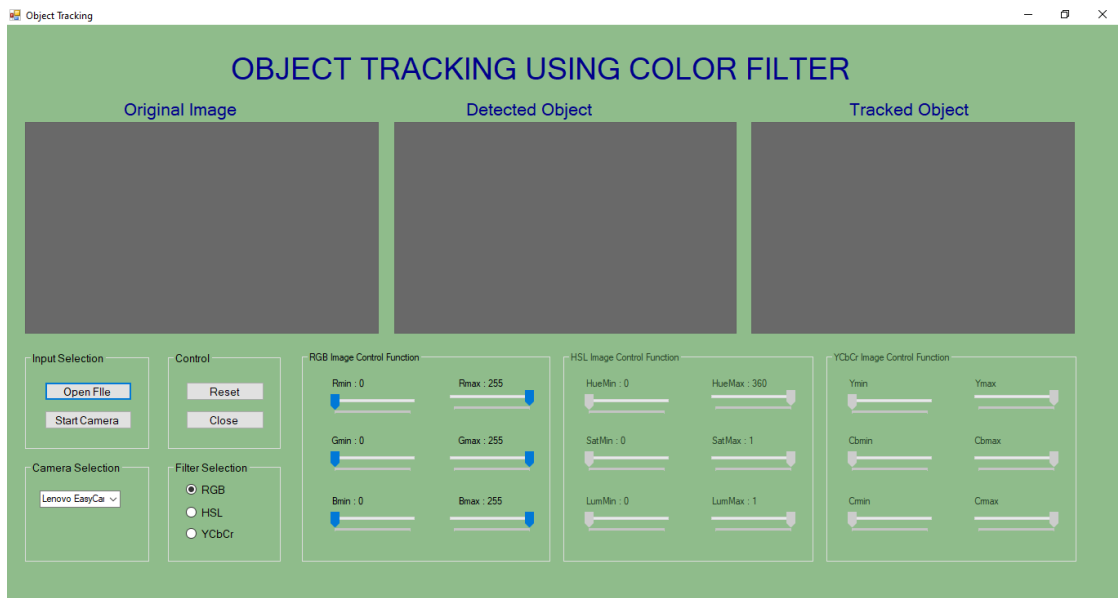 Object Tracking
OBJECT TRACKING USING COLOR FILTER
Original Image
Detected Object
Tracked Object
Input Selection
Open FIle
Start Camera
Control
Reset
Close
Camera Selection
Lenovo EasyCa
Filter Selection
RGB
HSL
YCbCr
RGB Image Control Function
Rmin : 0
Rmax : 255
Gmin : 0
Gmax : 255
Bmin : 0
Bmax : 255
HSL Image Control Function
HueMin : 0
HueMax : 360
SatMin : 0
SatMax : 1
LumMin : 0
LumMax : 1
YCbCr Image Control Function
Ymin
Ymax
Cbmin
Cbmax
Crmin
Crmax